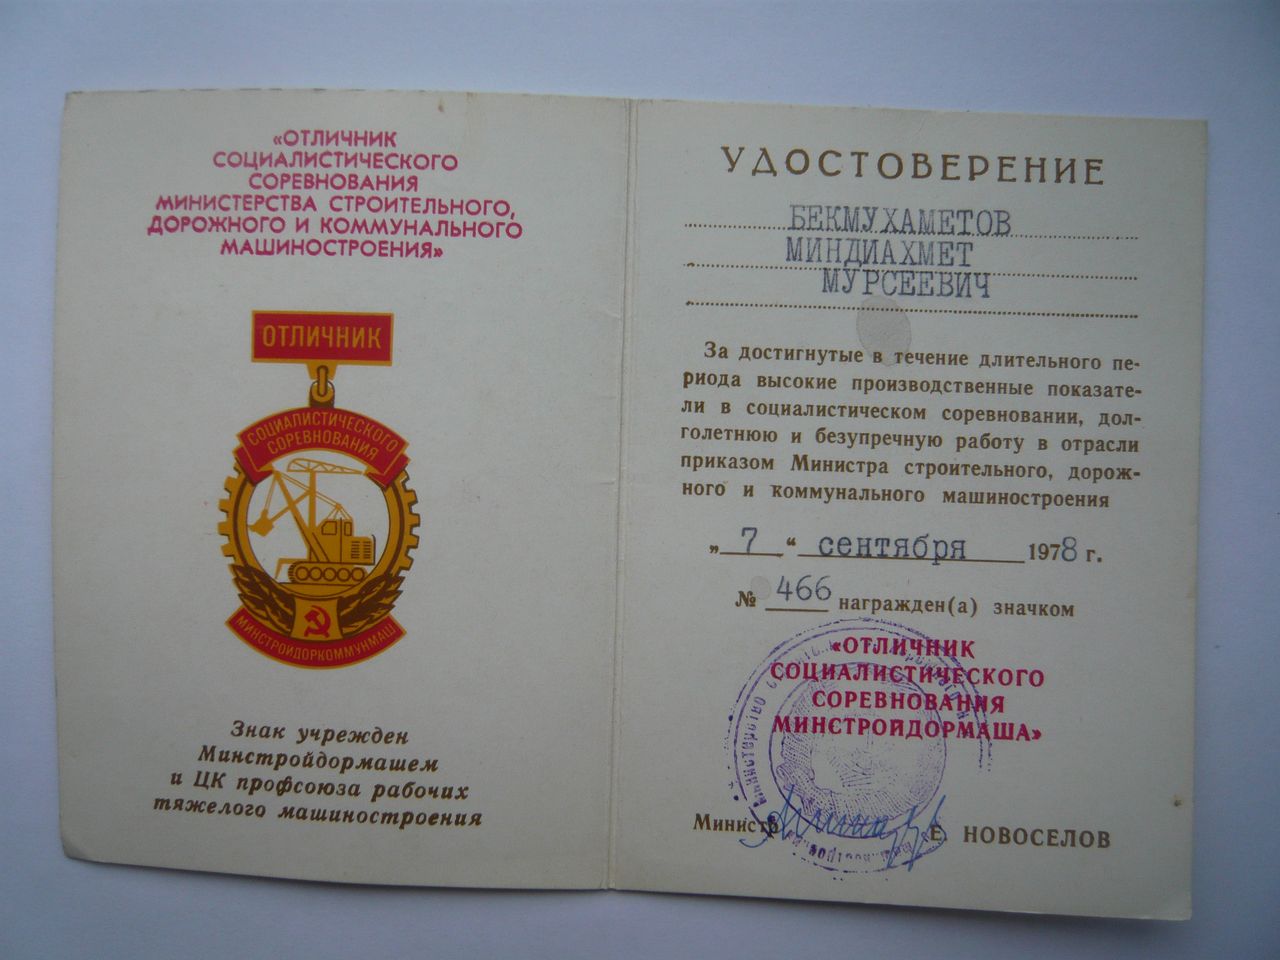 «ОТЛИЧНИК
СОЦИАЛИСТИЧЕСКОГО
СОРЕВНОВАНИЯ
МИНИСТЕРСТВА СТРОИТЕЛЬНОГО,
ДОРОЖНОГО И КОММУНАЛЬНОГО
МАШИНОСТРОЕНИЯ»
ОТЛИЧНИК
СОЦИАЛИСТИЧЕСКОГО
СОРЕВНОВАНИЯ
МИНСТРОЙДОРКОММУНМАШ
Знак учрежден
Минстройдормашем
и ЦК профсоюза рабочих
тяжелого машиностроения
УДОСТОВЕРЕНИЕ
БЕКМУХАМЕТОВ
МИНДИАХМЕТ
МУРСЕЕВИЧ
За достигнутые в течение длительного пе-
риода высокие производственные показате-
ли в социалистическом соревновании, дол-
голетнюю и безупречную работу в отрасли
приказом Министра строительного, дорож-
ного и коммунального машиностроения
„ 7 “ сентября 1978 г.
№ 466 награжден(а) значком
«ОТЛИЧНИК
СОЦИАЛИСТИЧЕСКОГО
СОРЕВНОВАНИЯ
МИНСТРОЙДОРМАША»
Министр Е. НОВОСЕЛОВ